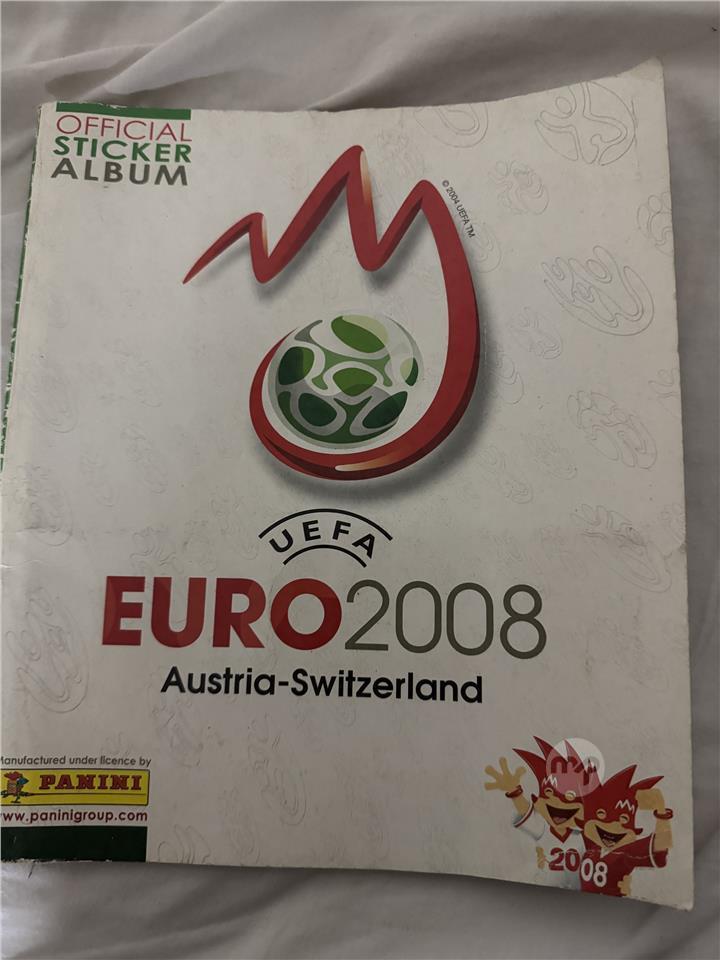 OFFICIAL
STICKER
ALBUM
© 2004 UEFA TM
UEFA
EURO2008
Austria-Switzerland
Manufactured under licence by
PANINI
www.paninigroup.com
2008